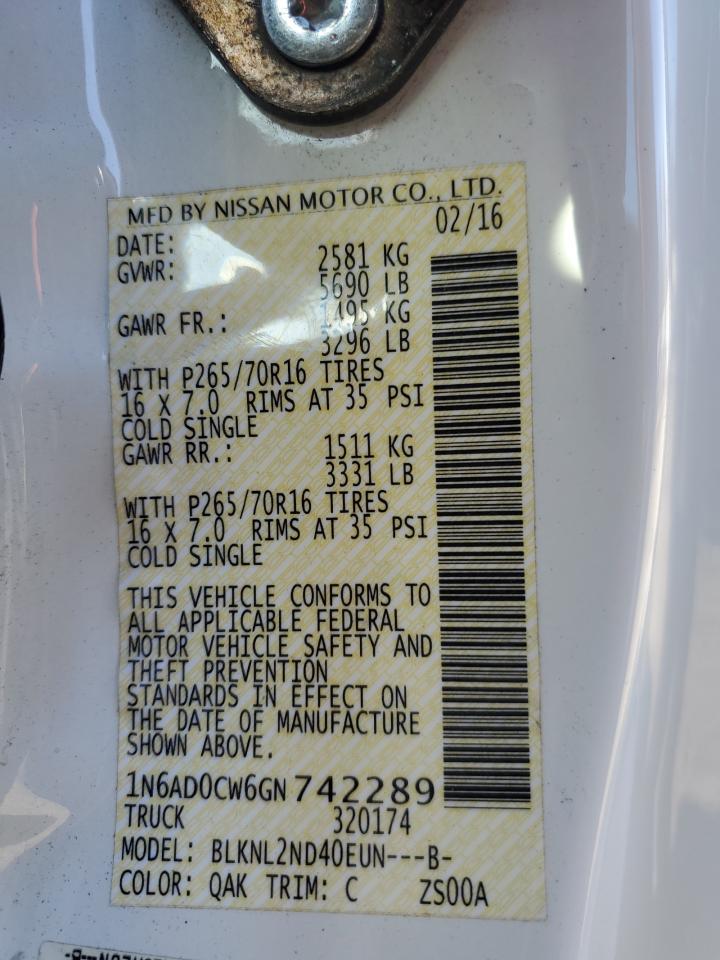 MFD BY NISSAN MOTOR CO., LTD.
DATE: 02/16
GVWR: 2581 KG
5690 LB
GAWR FR.: 1495 KG
3296 LB
WITH P265/70R16 TIRES
16 X 7.0 RIMS AT 35 PSI
COLD SINGLE
GAWR RR.: 1511 KG
3331 LB
WITH P265/70R16 TIRES
16 X 7.0 RIMS AT 35 PSI
COLD SINGLE
THIS VEHICLE CONFORMS TO
ALL APPLICABLE FEDERAL
MOTOR VEHICLE SAFETY AND
THEFT PREVENTION
STANDARDS IN EFFECT ON
THE DATE OF MANUFACTURE
SHOWN ABOVE.
1N6AD0CW6GN742289
TRUCK 320174
MODEL: BLKNL2ND40EUN---B-
COLOR: QAK TRIM: C ZS00A